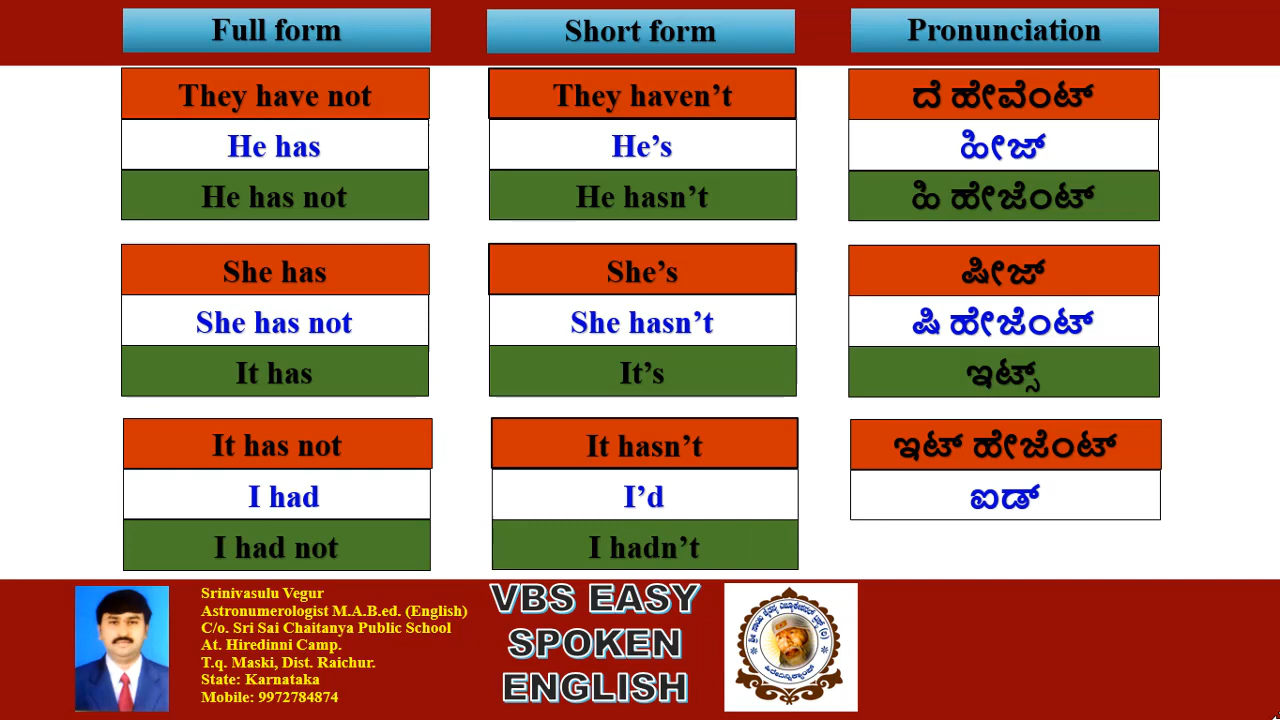 Full form Short form Pronunciation
They have not They haven’t ದೆ ಹೇವೆಂಟ್
He has He’s ಹೀಜ್
He has not He hasn’t ಹಿ ಹೇಜೆಂಟ್
She has She’s ಷೀಜ್
She has not She hasn’t ಷಿ ಹೇಜೆಂಟ್
It has It’s ಇಟ್ಸ್
It has not It hasn’t ಇಟ್ ಹೇಜೆಂಟ್
I had I’d ಐಡ್
I had not I hadn’t
Srinivasulu Vegur
Astronumerologist M.A.B.ed. (English)
C/o. Sri Sai Chaitanya Public School
At. Hiredinni Camp.
T.q. Maski, Dist. Raichur.
State: Karnataka
Mobile: 9972784874
VBS EASY
SPOKEN
ENGLISH